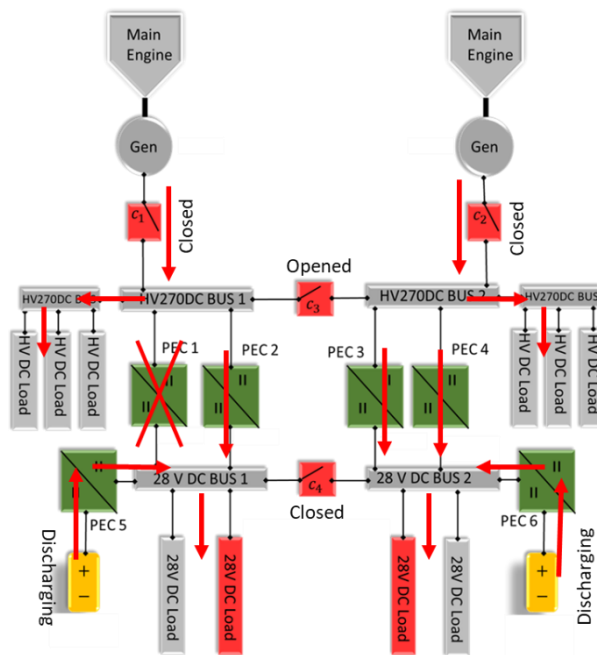 Main
Engine
Main
Engine
Gen
Gen
c₁
Closed
c₂
Closed
Opened
HV270DC BUS
HV270DC BUS 1
c₃
HV270DC BUS 2
HV270DC BUS
HV DC Load
HV DC Load
HV DC Load
PEC 1
PEC 2
PEC 3
PEC 4
HV DC Load
HV DC Load
HV DC Load
28 V DC BUS 1
c₄
28 V DC BUS 2
PEC 5
Closed
PEC 6
Discharging
+
−
28V DC Load
28V DC Load
28V DC Load
28V DC Load
+
−
Discharging